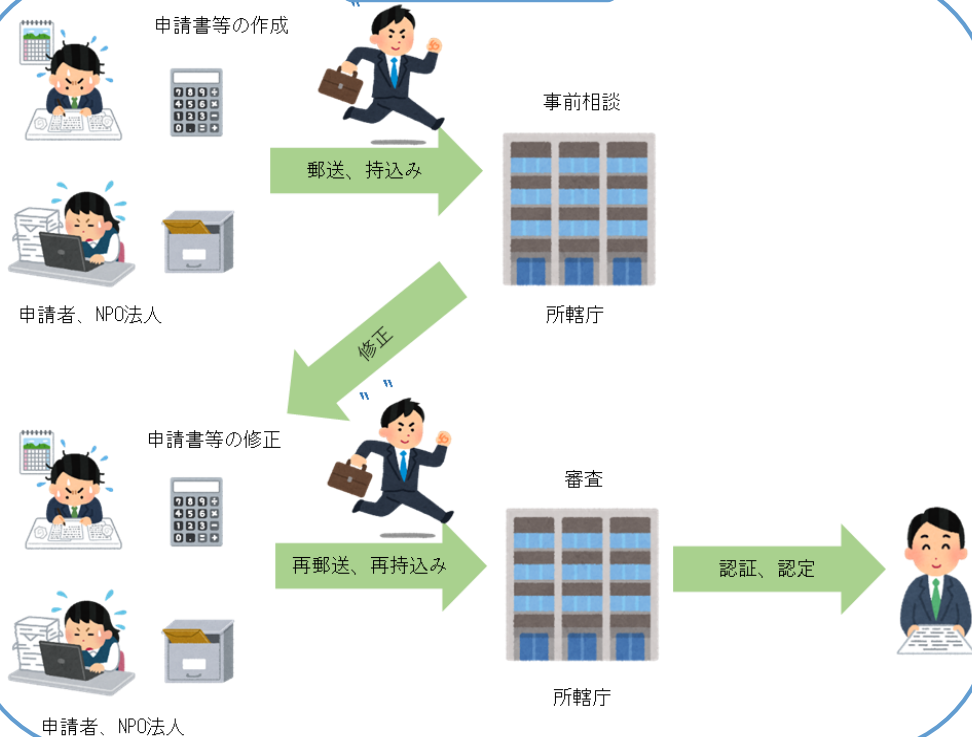 申請書等の作成
事前相談
郵送、持込み
申請者、NPO法人
所轄庁
修正
申請書等の修正
審査
再郵送、再持込み
認証、認定
所轄庁
申請者、NPO法人